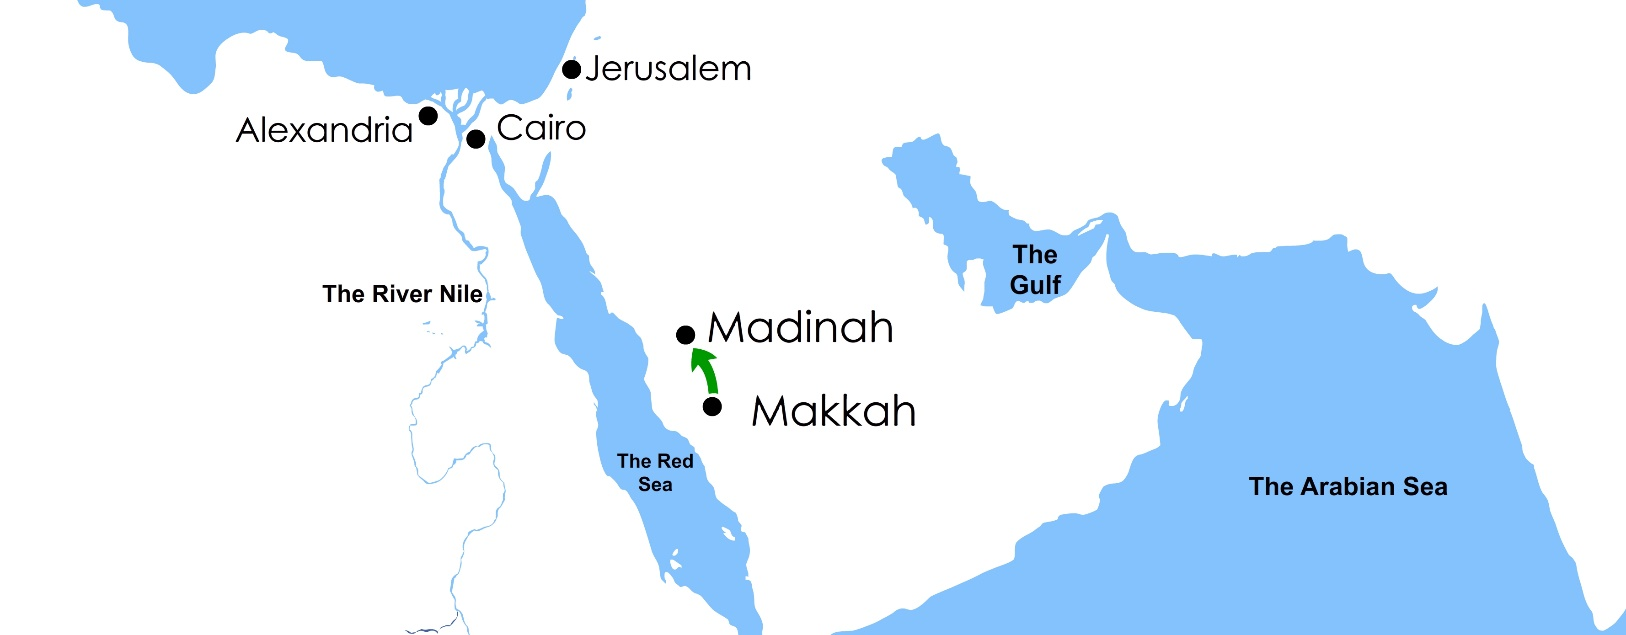 Jerusalem
Alexandria
Cairo
The
Gulf
The River Nile
Madinah
Makkah
The Red
Sea
The Arabian Sea